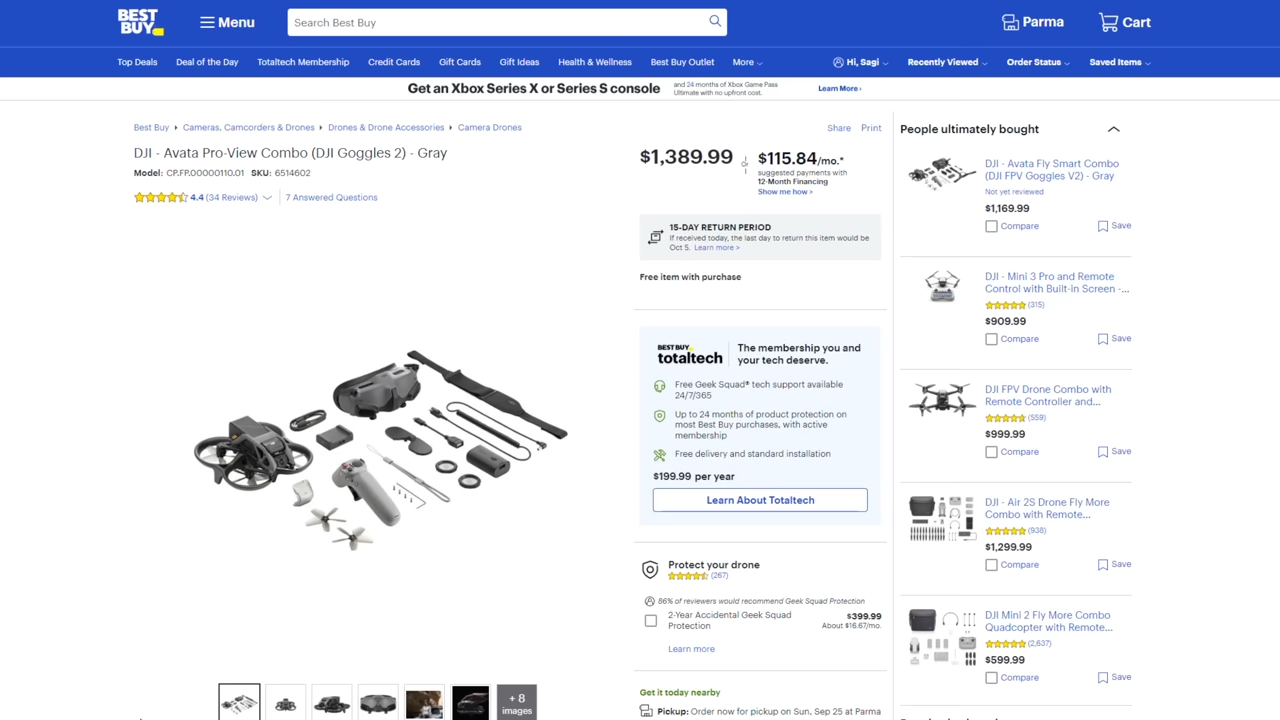 BEST BUY
Menu
Search Best Buy
Parma
Cart
Top Deals
Deal of the Day
Totaltech Membership
Credit Cards
Gift Cards
Gift Ideas
Health & Wellness
Best Buy Outlet
More
Hi, Sagi
Recently Viewed
Order Status
Saved Items
Get an Xbox Series X or Series S console
and 24 months of Xbox Game Pass
Ultimate with no upfront cost.
Learn More ›
Best Buy
Cameras, Camcorders & Drones
Drones & Drone Accessories
Camera Drones
Share
Print
DJI - Avata Pro-View Combo (DJI Goggles 2) - Gray
Model: CP.FP.00000110.01 SKU: 6514602
4.4 (34 Reviews)
7 Answered Questions
$1,389.99
or
$115.84/mo.*
suggested payments with
12-Month Financing
Show me how >
15-DAY RETURN PERIOD
If received today, the last day to return this item would be
Oct 5. Learn more >
Free item with purchase
BEST BUY
totaltech
The membership you and
your tech deserve.
Free Geek Squad® tech support available
24/7/365
Up to 24 months of product protection on
most Best Buy purchases, with active
membership
Free delivery and standard installation
$199.99 per year
Learn About Totaltech
Protect your drone
(267)
86% of reviewers would recommend Geek Squad Protection
2-Year Accidental Geek Squad
Protection
$399.99
About $16.67/mo.
Learn more
Get it today nearby
Pickup: Order now for pickup on Sun, Sep 25 at Parma
+ 8
images
People ultimately bought
DJI - Avata Fly Smart Combo
(DJI FPV Goggles V2) - Gray
Not yet reviewed
$1,169.99
Compare
Save
DJI - Mini 3 Pro and Remote
Control with Built-in Screen -...
(315)
$909.99
Compare
Save
DJI FPV Drone Combo with
Remote Controller and...
(559)
$999.99
Compare
Save
DJI - Air 2S Drone Fly More
Combo with Remote...
(938)
$1,299.99
Compare
Save
DJI Mini 2 Fly More Combo
Quadcopter with Remote...
(2,637)
$599.99
Compare
Save